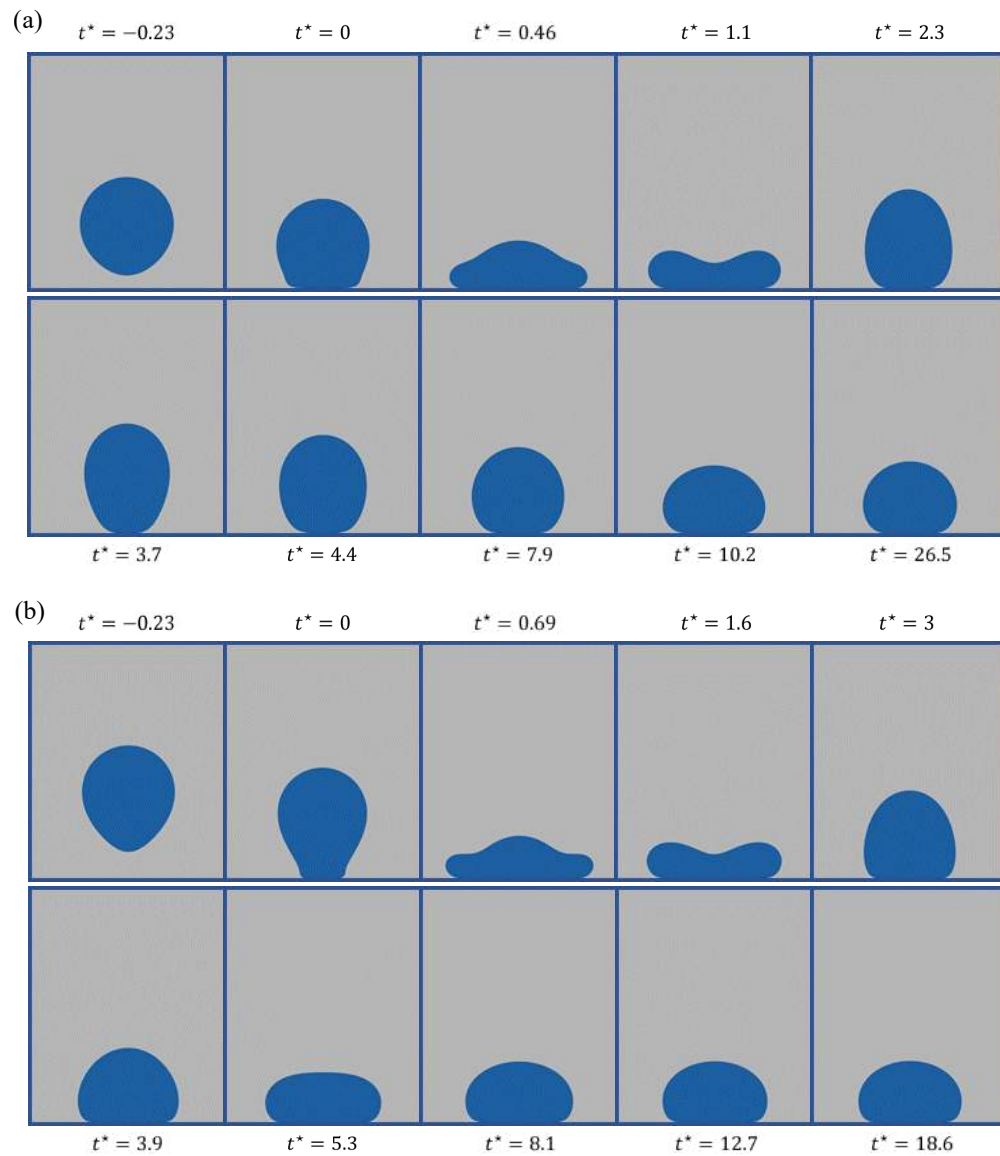 (a)
t* = −0.23 t* = 0 t* = 0.46 t* = 1.1 t* = 2.3
t* = 3.7 t* = 4.4 t* = 7.9 t* = 10.2 t* = 26.5
(b)
t* = −0.23 t* = 0 t* = 0.69 t* = 1.6 t* = 3
t* = 3.9 t* = 5.3 t* = 8.1 t* = 12.7 t* = 18.6